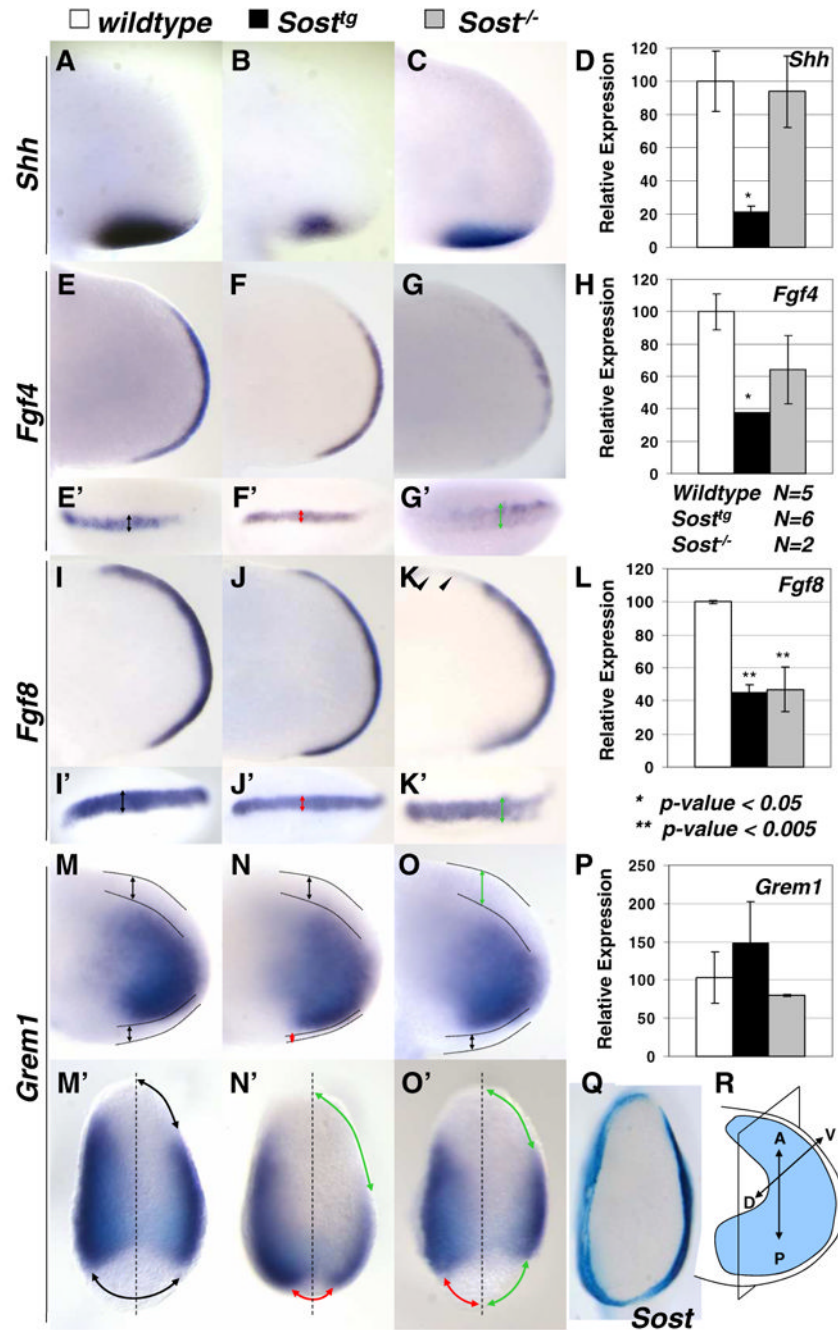 wildtype Sost^tg Sost^-/-
A B C D Shh
Shh
Relative Expression
120
100
80
60
40
20
0
*
E F G H Fgf4
Fgf4
Relative Expression
120
100
80
60
40
20
0
*
E' F' G'
Wildtype N=5
Sost^tg N=6
Sost^-/- N=2
I J K L Fgf8
Fgf8
Relative Expression
120
100
80
60
40
20
0
** **
I' J' K'
* p-value < 0.05
** p-value < 0.005
M N O P Grem1
Grem1
Relative Expression
250
200
150
100
50
0
M' N' O' Q R
A V
D
P
Sost